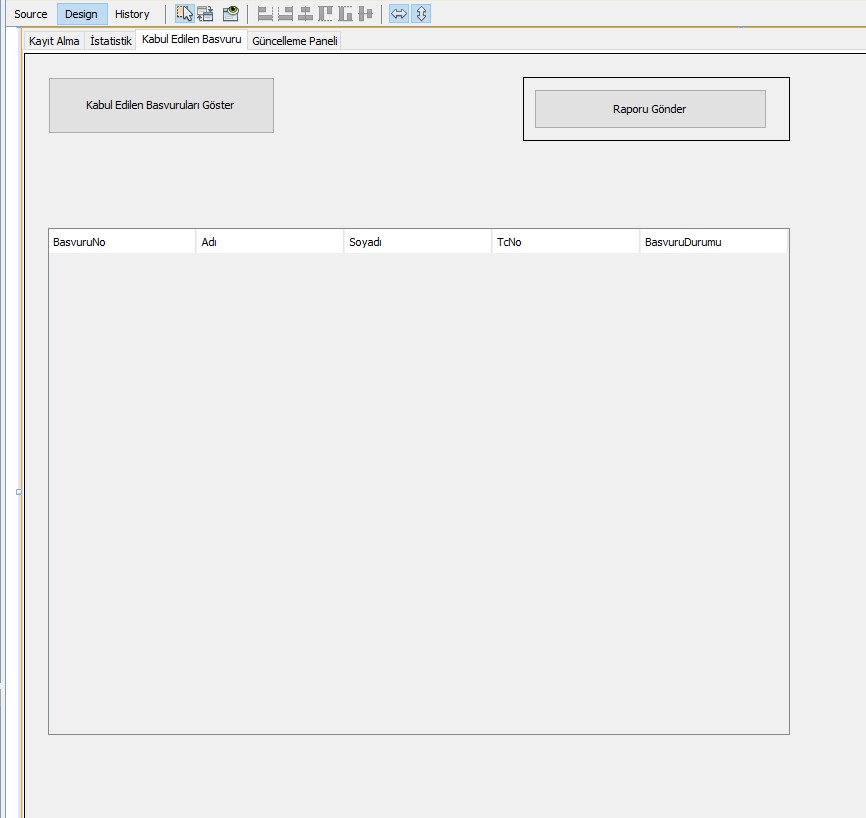 Source Design History
Kayıt Alma İstatistik Kabul Edilen Basvuru Güncelleme Paneli
Kabul Edilen Basvuruları Göster
Raporu Gönder
BasvuruNo Adı Soyadı TcNo BasvuruDurumu